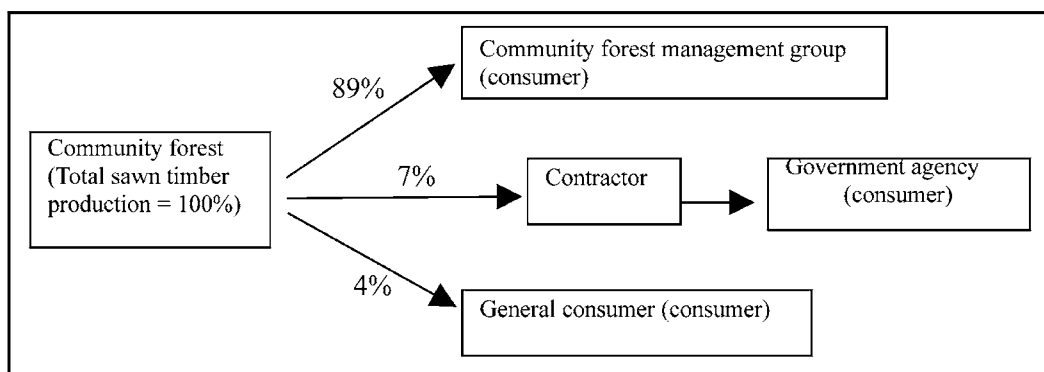 Community forest management group
(consumer)
89%
Community forest
(Total sawn timber
production = 100%)
7%
Contractor
Government agency
(consumer)
4%
General consumer (consumer)